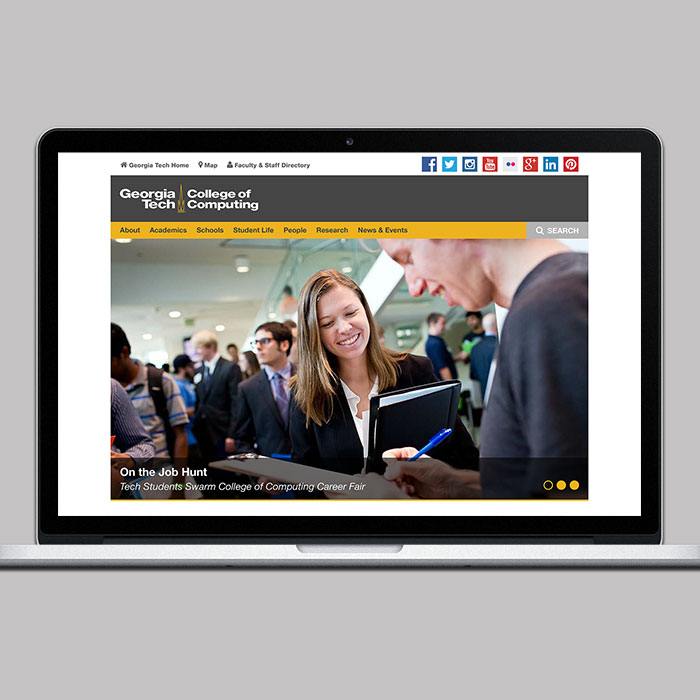 Georgia Tech Home Map Faculty & Staff Directory
Georgia Tech College of Computing
About Academics Schools Student Life People Research News & Events SEARCH
On the Job Hunt
Tech Students Swarm College of Computing Career Fair